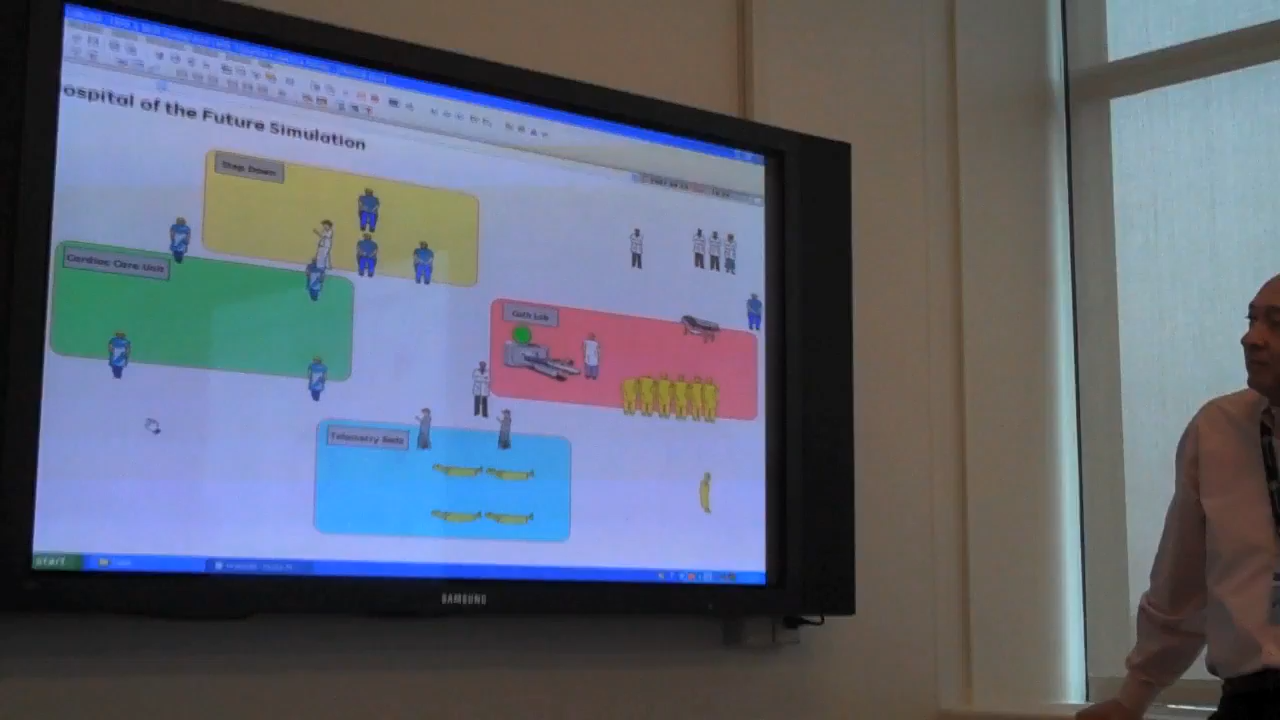 ospital of the Future Simulation
Step Down
Cardiac Care Unit
Cath Lab
Telemetry Beds
start
SAMSUNG